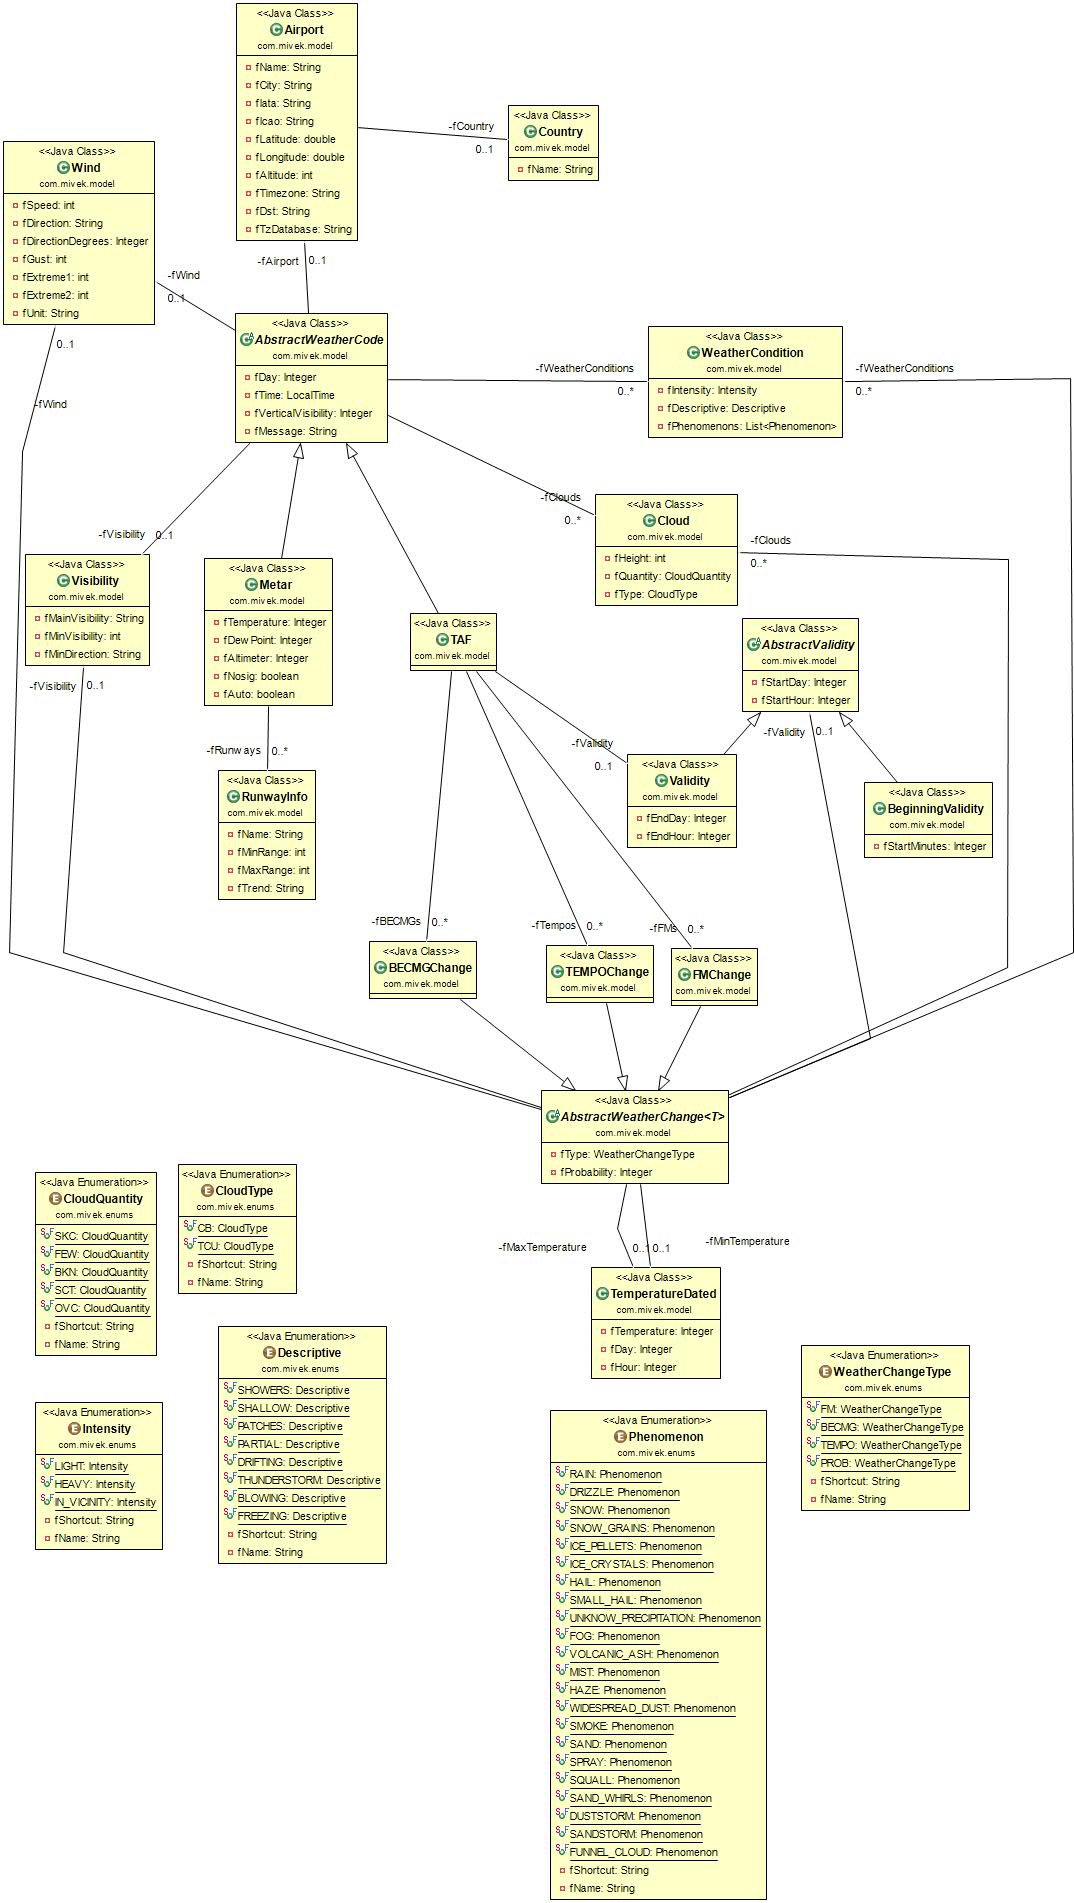 <<Java Class>>
Airport
com.mivek.model
fName: String
fCity: String
fIata: String
fIcao: String
fLatitude: double
fLongitude: double
fAltitude: int
fTimezone: String
fDst: String
fTzDatabase: String
-fCountry
0..1
<<Java Class>>
Country
com.mivek.model
fName: String
<<Java Class>>
Wind
com.mivek.model
fSpeed: int
fDirection: String
fDirectionDegrees: Integer
fGust: int
fExtreme1: int
fExtreme2: int
fUnit: String
-fAirport
0..1
-fWind
0..1
0..1
-fWind
<<Java Class>>
AbstractWeatherCode
com.mivek.model
fDay: Integer
fTime: LocalTime
fVerticalVisibility: Integer
fMessage: String
-fWeatherConditions
0..*
<<Java Class>>
WeatherCondition
com.mivek.model
fIntensity: Intensity
fDescriptive: Descriptive
fPhenomenons: List<Phenomenon>
-fWeatherConditions
0..*
-fClouds
0..*
<<Java Class>>
Cloud
com.mivek.model
fHeight: int
fQuantity: CloudQuantity
fType: CloudType
-fClouds
0..*
-fVisibility
0..1
<<Java Class>>
Visibility
com.mivek.model
fMainVisibility: String
fMinVisibility: int
fMinDirection: String
-fVisibility
0..1
<<Java Class>>
Metar
com.mivek.model
fTemperature: Integer
fDewPoint: Integer
fAltimeter: Integer
fNosig: boolean
fAuto: boolean
<<Java Class>>
TAF
com.mivek.model
<<Java Class>>
AbstractValidity
com.mivek.model
fStartDay: Integer
fStartHour: Integer
-fRunways
0..*
<<Java Class>>
RunwayInfo
com.mivek.model
fName: String
fMinRange: int
fMaxRange: int
fTrend: String
-fValidity
0..1
<<Java Class>>
Validity
com.mivek.model
fEndDay: Integer
fEndHour: Integer
-fValidity
0..1
<<Java Class>>
BeginningValidity
com.mivek.model
fStartMinutes: Integer
-fBECMGs
0..*
-fTempos
0..*
-fFMs
0..*
<<Java Class>>
BECMGChange
com.mivek.model
<<Java Class>>
TEMPOChange
com.mivek.model
<<Java Class>>
FMChange
com.mivek.model
<<Java Class>>
AbstractWeatherChange<T>
com.mivek.model
fType: WeatherChangeType
fProbability: Integer
-fMaxTemperature
0..1
0..1
-fMinTemperature
<<Java Class>>
TemperatureDated
com.mivek.model
fTemperature: Integer
fDay: Integer
fHour: Integer
<<Java Enumeration>>
CloudQuantity
com.mivek.enums
SKC: CloudQuantity
FEW: CloudQuantity
BKN: CloudQuantity
SCT: CloudQuantity
OVC: CloudQuantity
fShortcut: String
fName: String
<<Java Enumeration>>
CloudType
com.mivek.enums
CB: CloudType
TCU: CloudType
fShortcut: String
fName: String
<<Java Enumeration>>
Descriptive
com.mivek.enums
SHOWERS: Descriptive
SHALLOW: Descriptive
PATCHES: Descriptive
PARTIAL: Descriptive
DRIFTING: Descriptive
THUNDERSTORM: Descriptive
BLOWING: Descriptive
FREEZING: Descriptive
fShortcut: String
fName: String
<<Java Enumeration>>
Intensity
com.mivek.enums
LIGHT: Intensity
HEAVY: Intensity
IN_VICINITY: Intensity
fShortcut: String
fName: String
<<Java Enumeration>>
WeatherChangeType
com.mivek.enums
FM: WeatherChangeType
BECMG: WeatherChangeType
TEMPO: WeatherChangeType
PROB: WeatherChangeType
fShortcut: String
fName: String
<<Java Enumeration>>
Phenomenon
com.mivek.enums
RAIN: Phenomenon
DRIZZLE: Phenomenon
SNOW: Phenomenon
SNOW_GRAINS: Phenomenon
ICE_PELLETS: Phenomenon
ICE_CRYSTALS: Phenomenon
HAIL: Phenomenon
SMALL_HAIL: Phenomenon
UNKNOW_PRECIPITATION: Phenomenon
FOG: Phenomenon
VOLCANIC_ASH: Phenomenon
MIST: Phenomenon
HAZE: Phenomenon
WIDESPREAD_DUST: Phenomenon
SMOKE: Phenomenon
SAND: Phenomenon
SPRAY: Phenomenon
SQUALL: Phenomenon
SAND_WHIRLS: Phenomenon
DUSTSTORM: Phenomenon
SANDSTORM: Phenomenon
FUNNEL_CLOUD: Phenomenon
fShortcut: String
fName: String